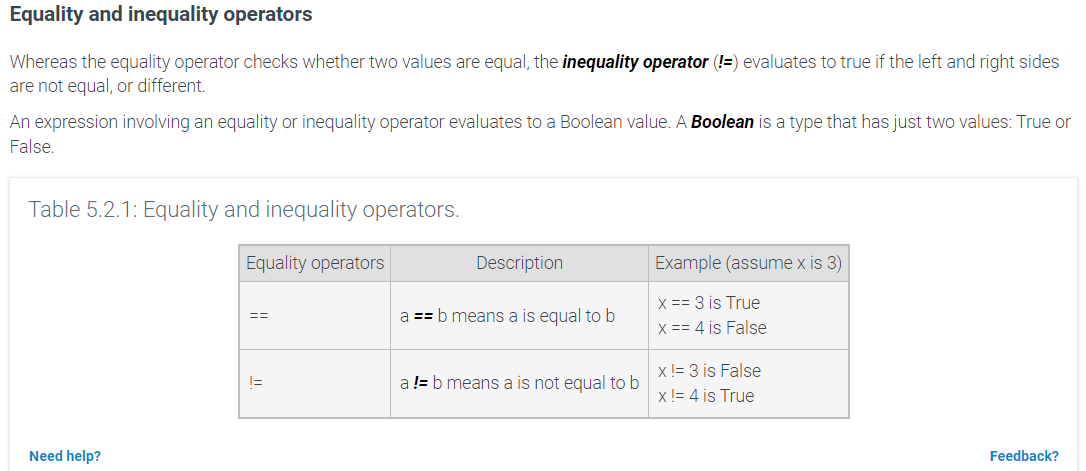 Equality and inequality operators
Whereas the equality operator checks whether two values are equal, the inequality operator (!=) evaluates to true if the left and right sides
are not equal, or different.
An expression involving an equality or inequality operator evaluates to a Boolean value. A Boolean is a type that has just two values: True or
False.
Table 5.2.1: Equality and inequality operators.
Equality operators Description Example (assume x is 3)
== a == b means a is equal to b x == 3 is True
x == 4 is False
!= a != b means a is not equal to b x != 3 is False
x != 4 is True
Need help? Feedback?